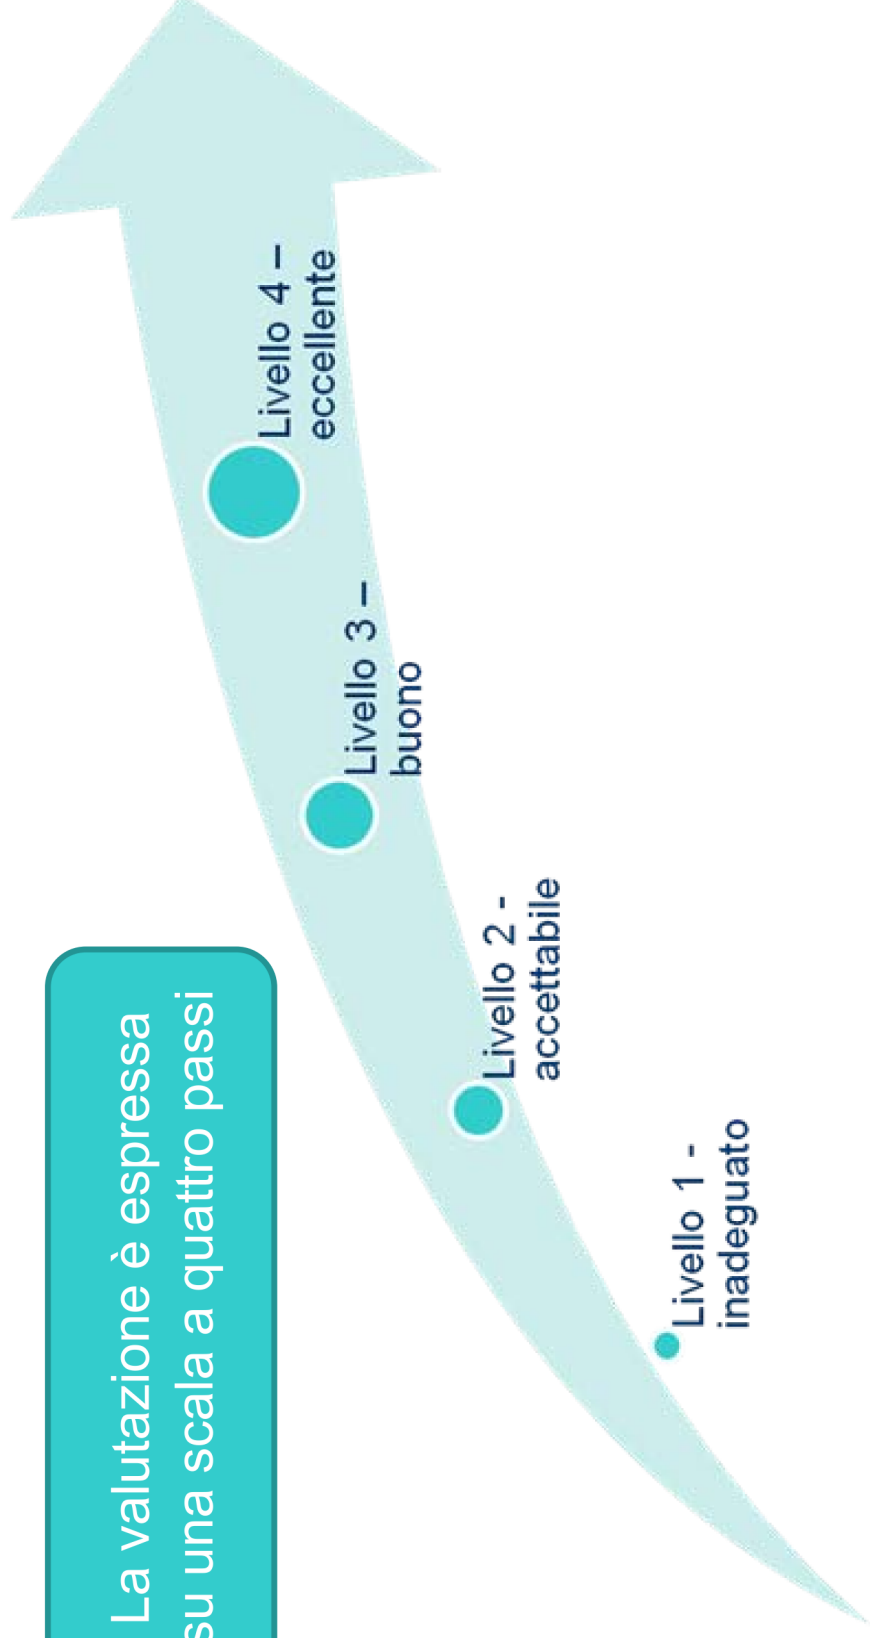 La valutazione è espressa
su una scala a quattro passi
Livello 1 -
inadeguato
Livello 2 -
accettabile
Livello 3 –
buono
Livello 4 –
eccellente